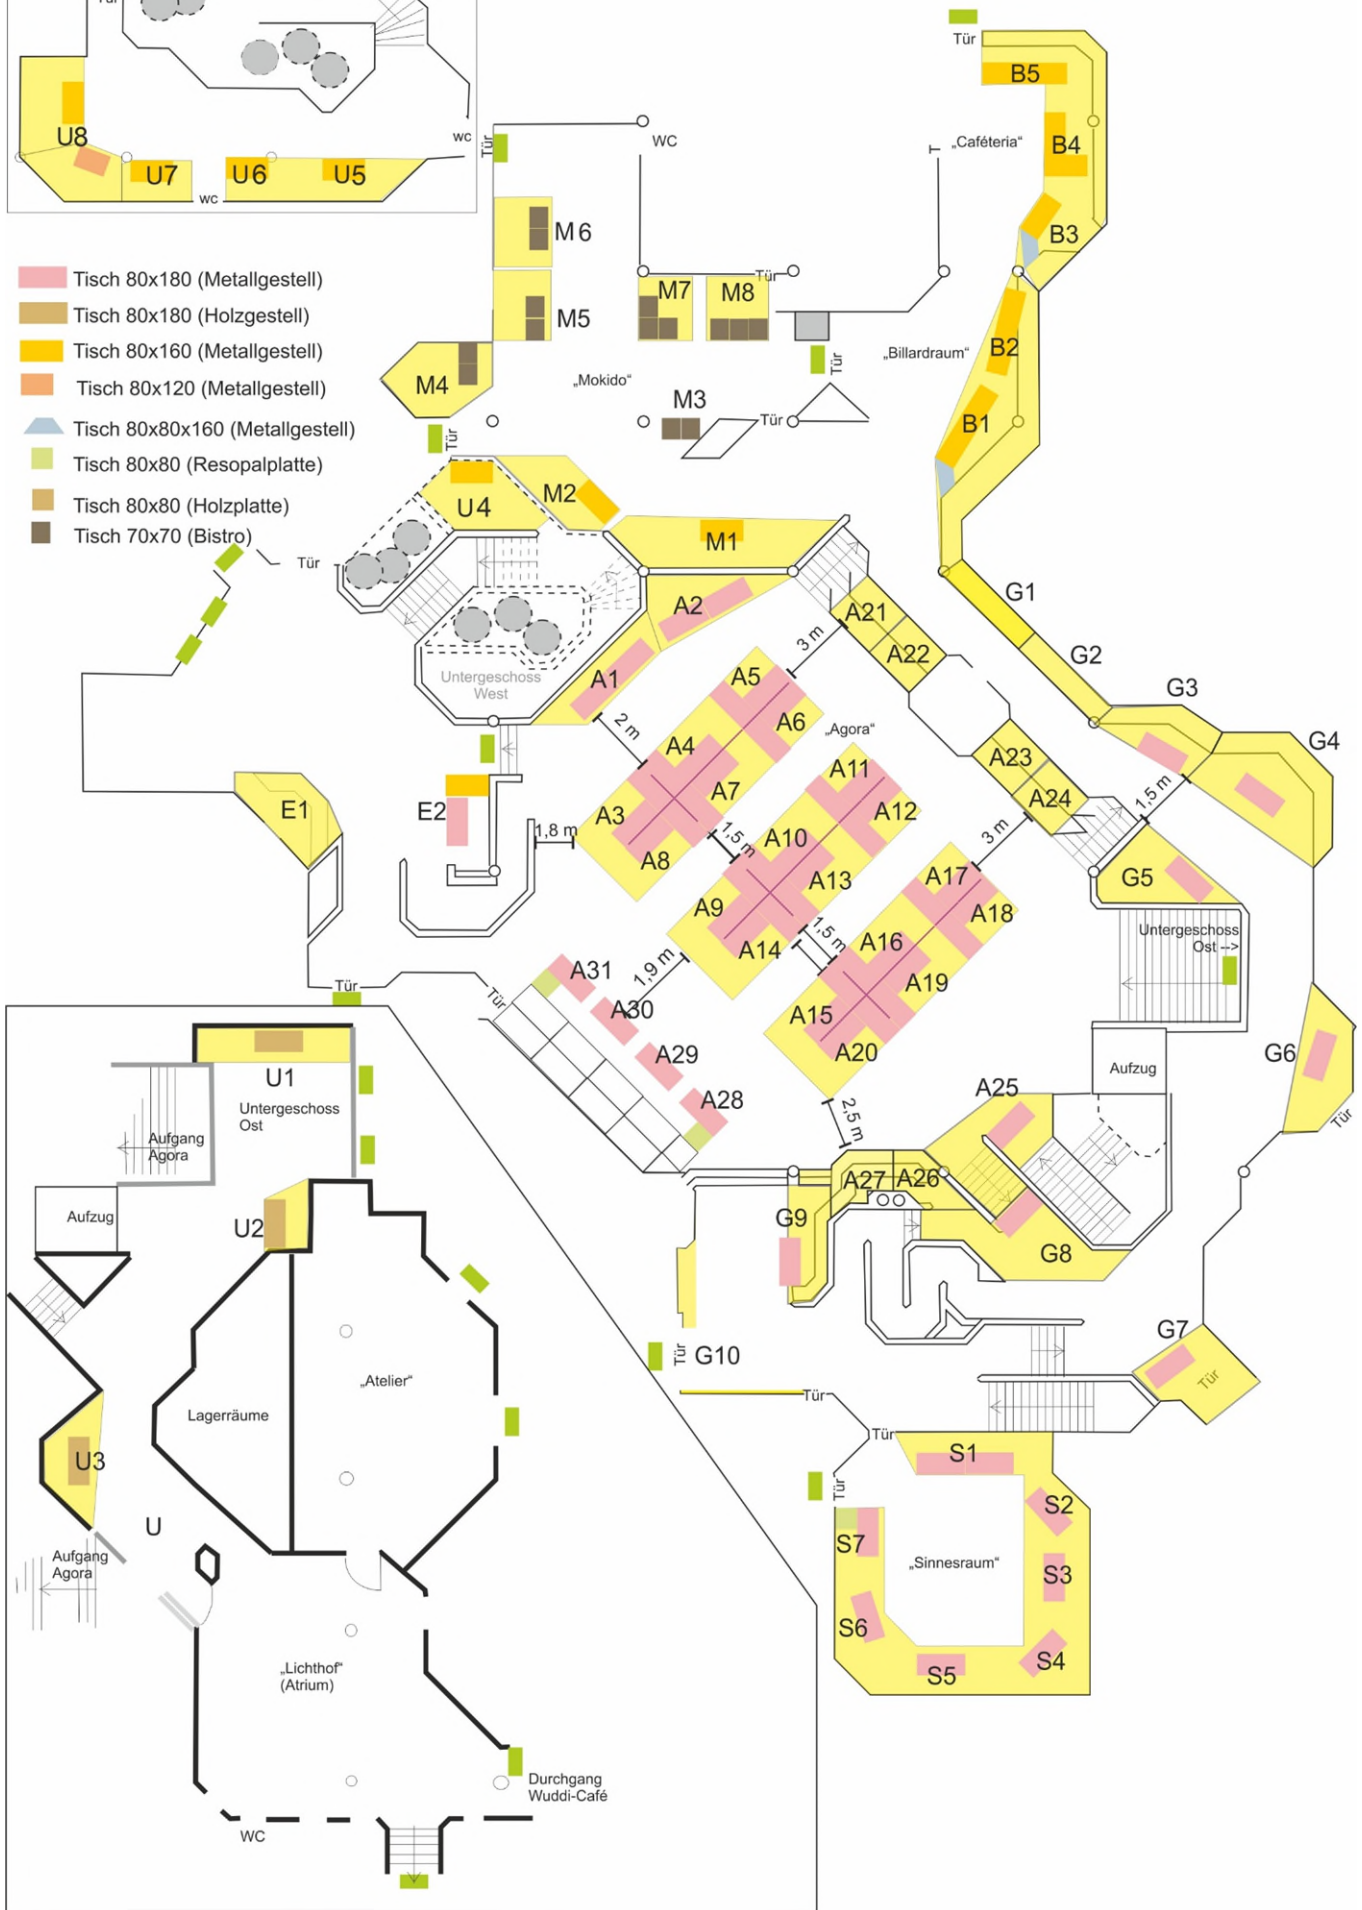 Tür
wc
U8
U7
U6
U5
wc
Tisch 80x180 (Metallgestell)
Tisch 80x180 (Holzgestell)
Tisch 80x160 (Metallgestell)
Tisch 80x120 (Metallgestell)
Tisch 80x80x160 (Metallgestell)
Tisch 80x80 (Resopalplatte)
Tisch 80x80 (Holzplatte)
Tisch 70x70 (Bistro)
Tür
B5
„Caféteria“
T
B4
B3
Tür
WC
M6
M5
M7
Tür
M8
„Billardraum“
Tür
B2
M4
„Mokido“
M3
Tür
B1
Tür
U4
M2
M1
Tür
A2
A21
A22
G1
G2
G3
G4
3 m
A1
Untergeschoss
West
2 m
A5
A6
„Agora“
A4
A7
A3
A8
A11
A12
A23
A24
1,5 m
E1
E2
1,8 m
1,5 m
A10
A13
A9
A14
3 m
A17
A18
G5
Untergeschoss
Ost -->
1,9 m
1,5 m
A16
A19
A15
A20
A31
A30
A29
A28
Tür
Tür
G6
Tür
Aufzug
A25
2,5 m
A27
A26
G9
G8
G7
Tür
Tür
G10
Tür
Tür
Tür
S1
S2
S3
S4
S5
S6
S7
„Sinnesraum“
U1
Untergeschoss
Ost
Aufgang
Agora
Aufzug
U2
„Atelier“
Lagerräume
U3
U
Aufgang
Agora
„Lichthof“
(Atrium)
Durchgang
Wuddi-Café
WC